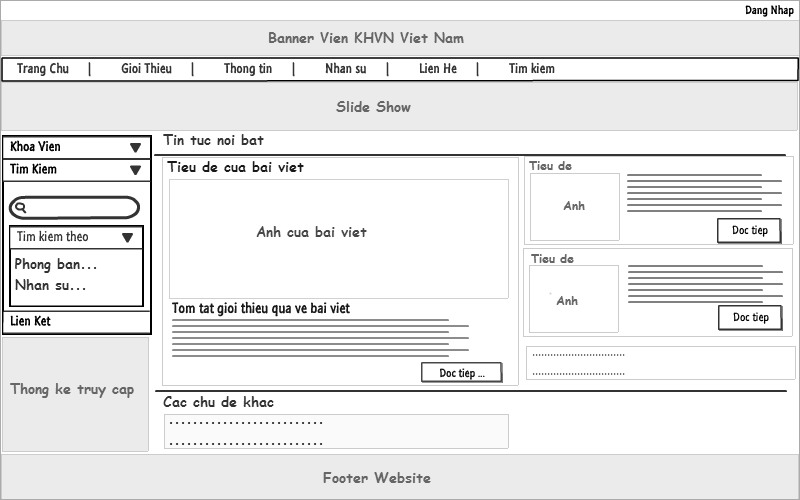 Dang Nhap
Banner Vien KHVN Viet Nam
Trang Chu | Gioi Thieu | Thong tin | Nhan su | Lien He | Tim kiem
Slide Show
Khoa Vien
Tim Kiem
Tim kiem theo
Phong ban...
Nhan su...
Lien Ket
Thong ke truy cap
Tin tuc noi bat
Tieu de cua bai viet
Anh cua bai viet
Tom tat gioi thieu qua ve bai viet
Doc tiep ...
Tieu de
Anh
Doc tiep
Tieu de
Anh
Doc tiep
Cac chu de khac
Footer Website